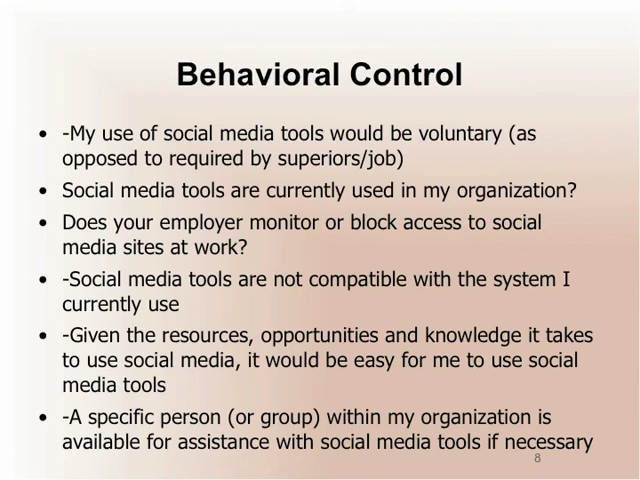 Behavioral Control
• -My use of social media tools would be voluntary (as
opposed to required by superiors/job)
• Social media tools are currently used in my organization?
• Does your employer monitor or block access to social
media sites at work?
• -Social media tools are not compatible with the system I
currently use
• -Given the resources, opportunities and knowledge it takes
to use social media, it would be easy for me to use social
media tools
• -A specific person (or group) within my organization is
available for assistance with social media tools if necessary
8